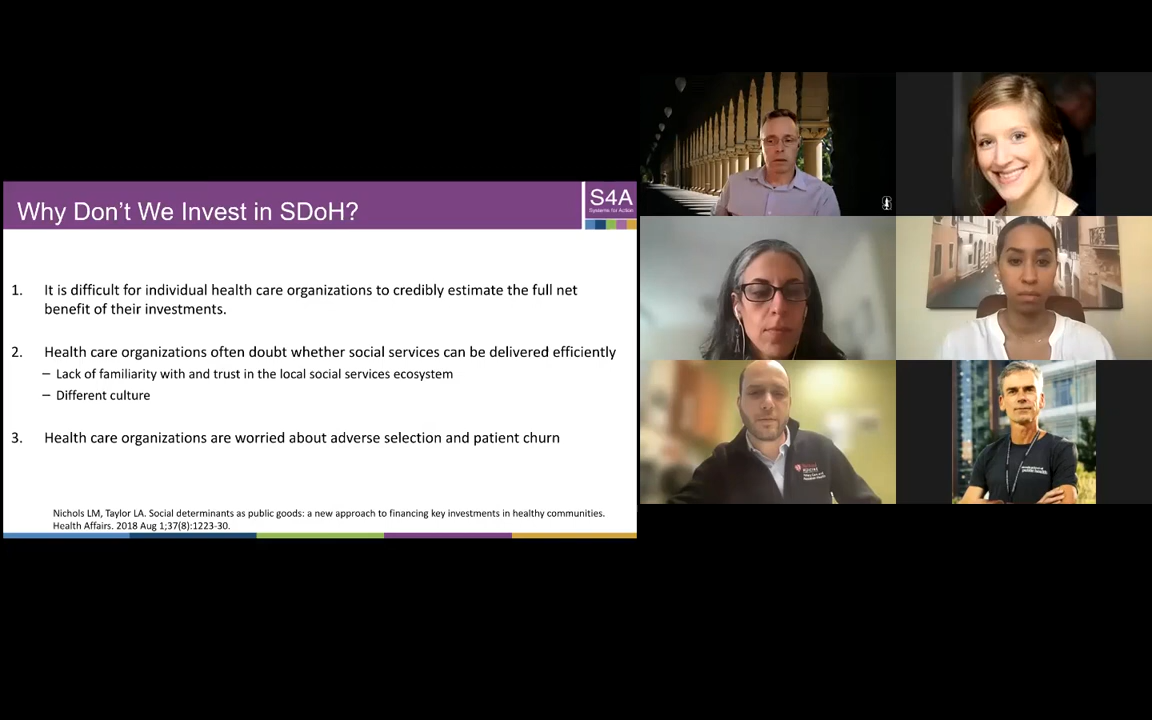 Why Don't We Invest in SDoH?
S4A
Systems for Action
1. It is difficult for individual health care organizations to credibly estimate the full net
benefit of their investments.
2. Health care organizations often doubt whether social services can be delivered efficiently
– Lack of familiarity with and trust in the local social services ecosystem
– Different culture
3. Health care organizations are worried about adverse selection and patient churn
Nichols LM, Taylor LA. Social determinants as public goods: a new approach to financing key investments in healthy communities.
Health Affairs. 2018 Aug 1;37(8):1223-30.